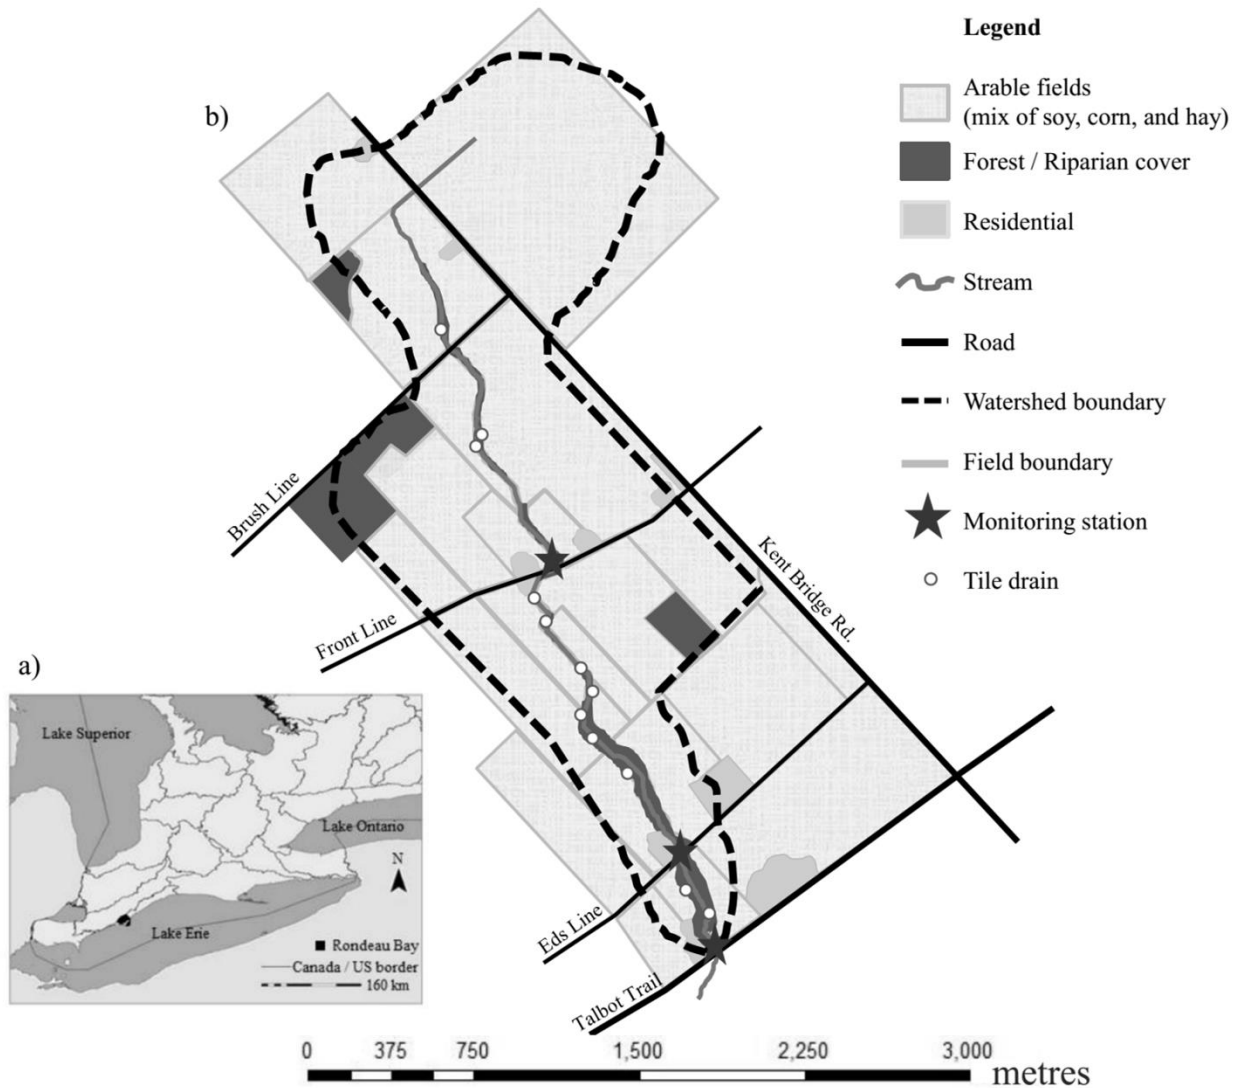 b)
Legend
Arable fields
(mix of soy, corn, and hay)
Forest / Riparian cover
Residential
Stream
Road
Watershed boundary
Field boundary
Monitoring station
Tile drain
Brush Line
Front Line
Kent Bridge Rd.
Eds Line
Talbot Trail
a)
Lake Superior
Lake Ontario
N
Lake Erie
Rondeau Bay
Canada / US border
160 km
0 375 750 1,500 2,250 3,000
metres